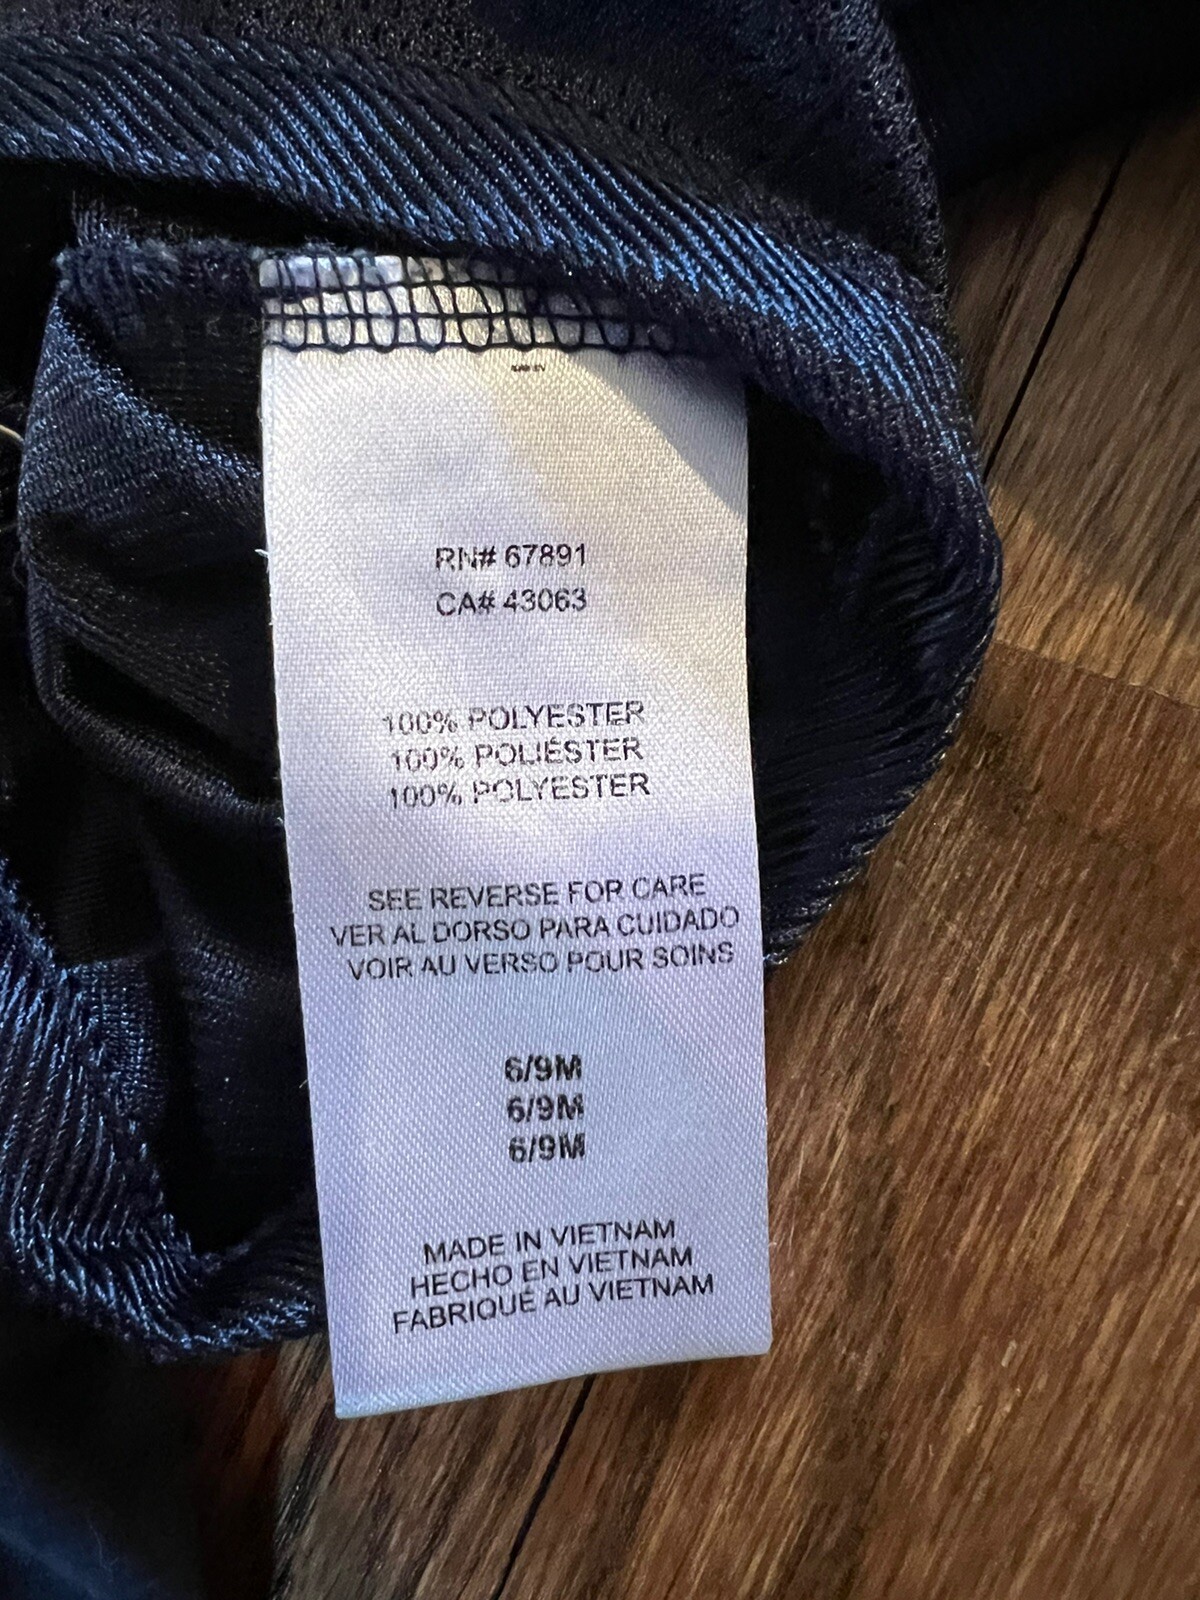 RN# 67891
CA# 43063
100% POLYESTER
100% POLIÉSTER
100% POLYESTER
SEE REVERSE FOR CARE
VER AL DORSO PARA CUIDADO
VOIR AU VERSO POUR SOINS
6/9M
6/9M
6/9M
MADE IN VIETNAM
HECHO EN VIETNAM
FABRIQUÉ AU VIETNAM